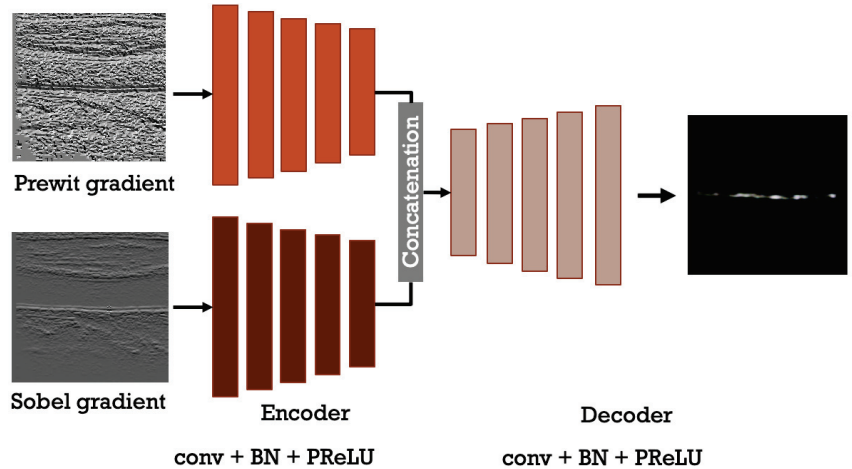 Prewit gradient
Concatenation
Sobel gradient
Encoder
Decoder
conv + BN + PReLU
conv + BN + PReLU